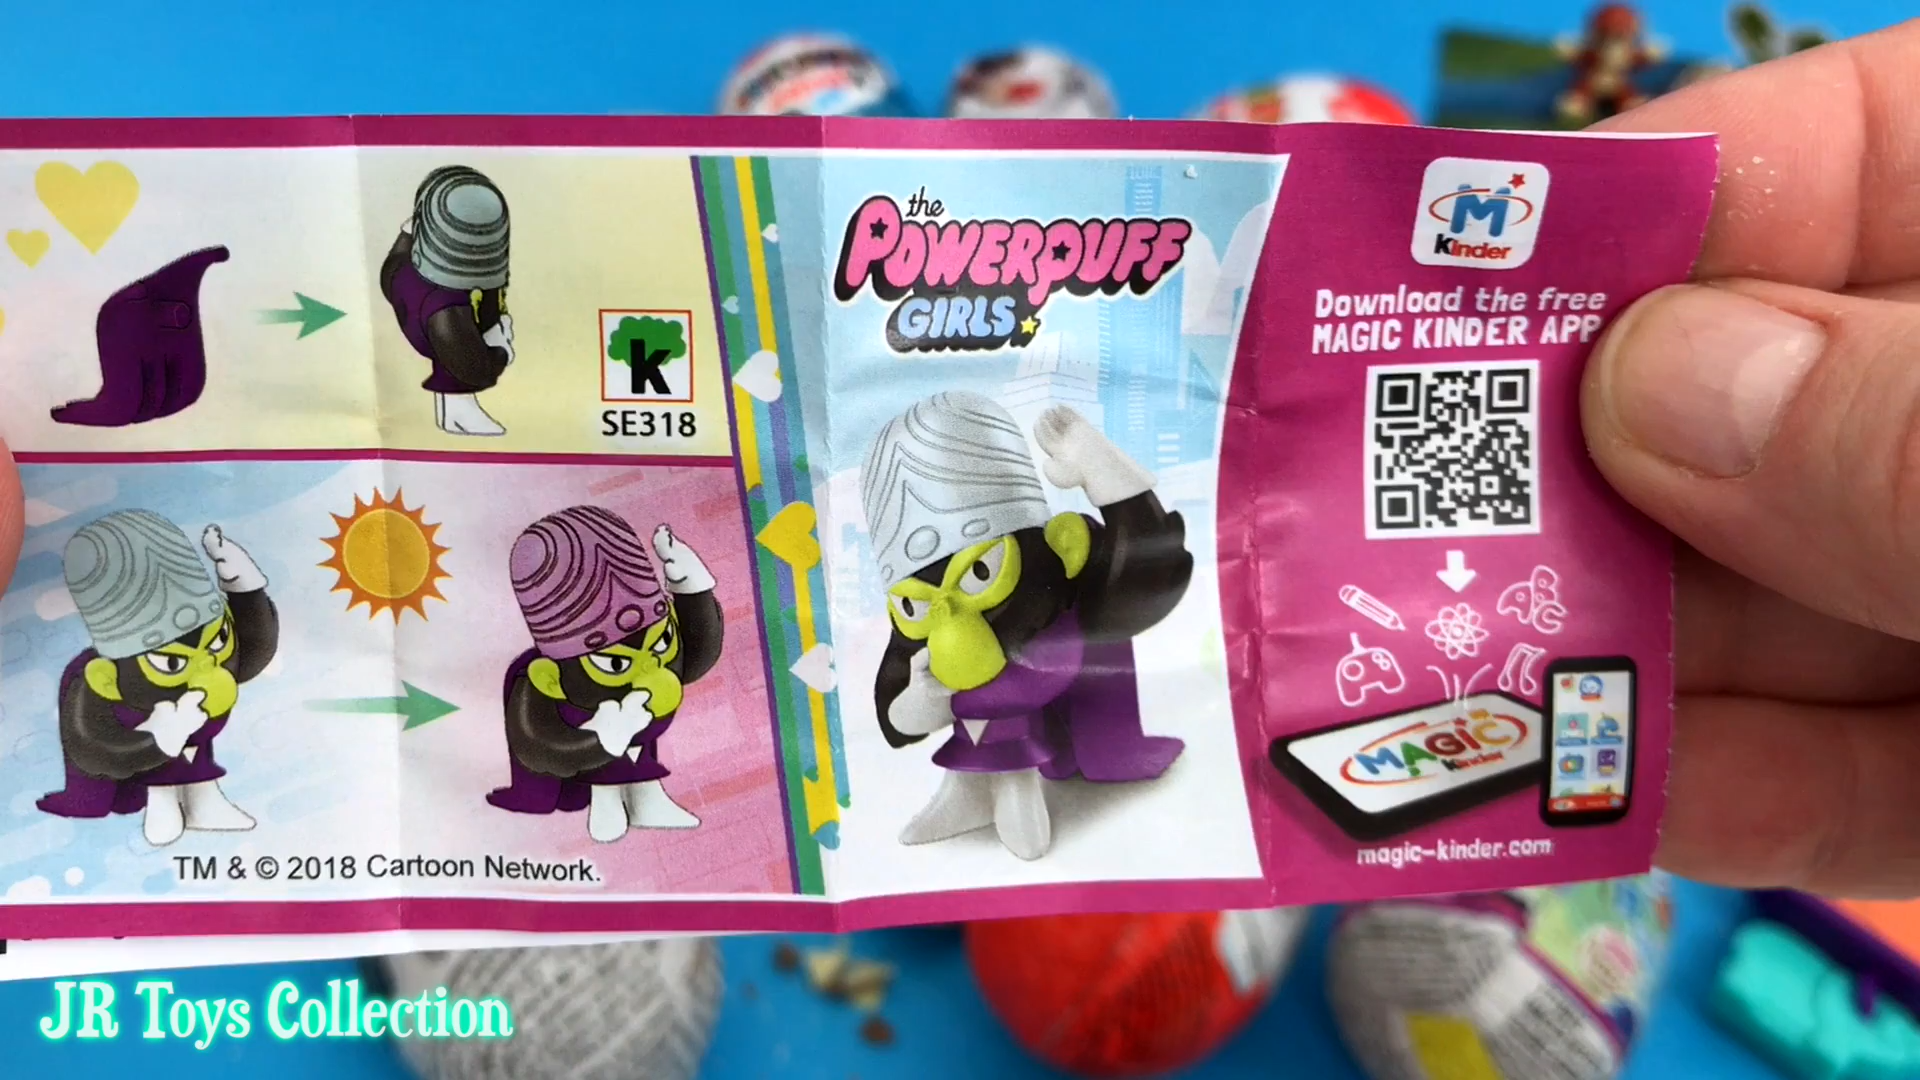 SE318
TM & © 2018 Cartoon Network.
the
POWERPUFF
GIRLS
M
Kinder
Download the free
MAGIC KINDER APP
MAGIC
Kinder
magic-kinder.com
JR Toys Collection